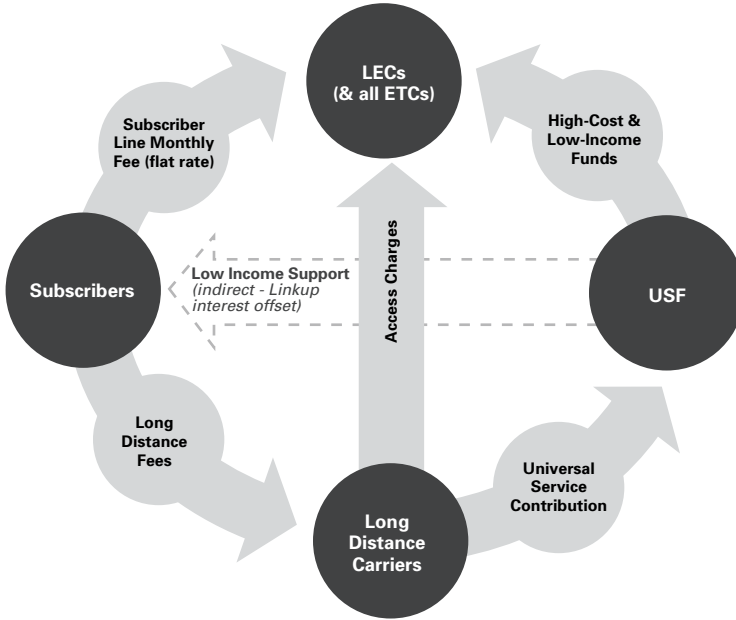 LECs
(& all ETCs)
Subscriber
Line Monthly
Fee (flat rate)
High-Cost &
Low-Income
Funds
Subscribers
Low Income Support
(indirect - Linkup
interest offset)
Access Charges
USF
Long
Distance
Fees
Universal
Service
Contribution
Long
Distance
Carriers